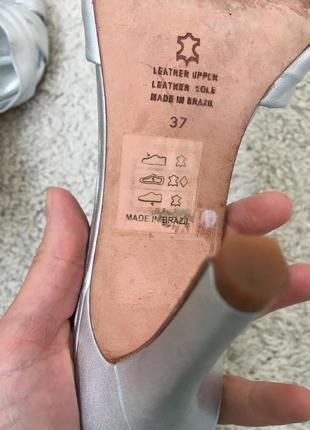 LEATHER UPPER
LEATHER SOLE
MADE IN BRAZIL
37
MADE IN BRAZIL